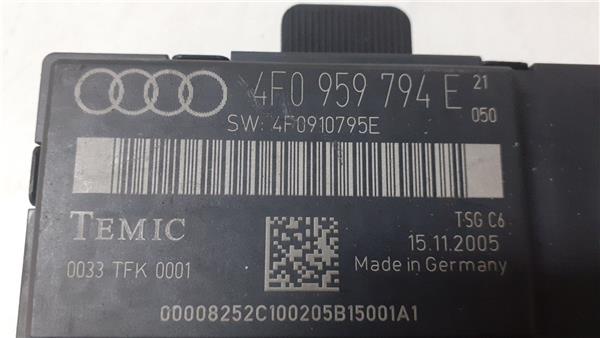 4F0 959 794 E 21
050
SW: 4F0910795E
TEMIC
TSG C6
15.11.2005
0033 TFK 0001
Made in Germany
00008252C100205B15001A1